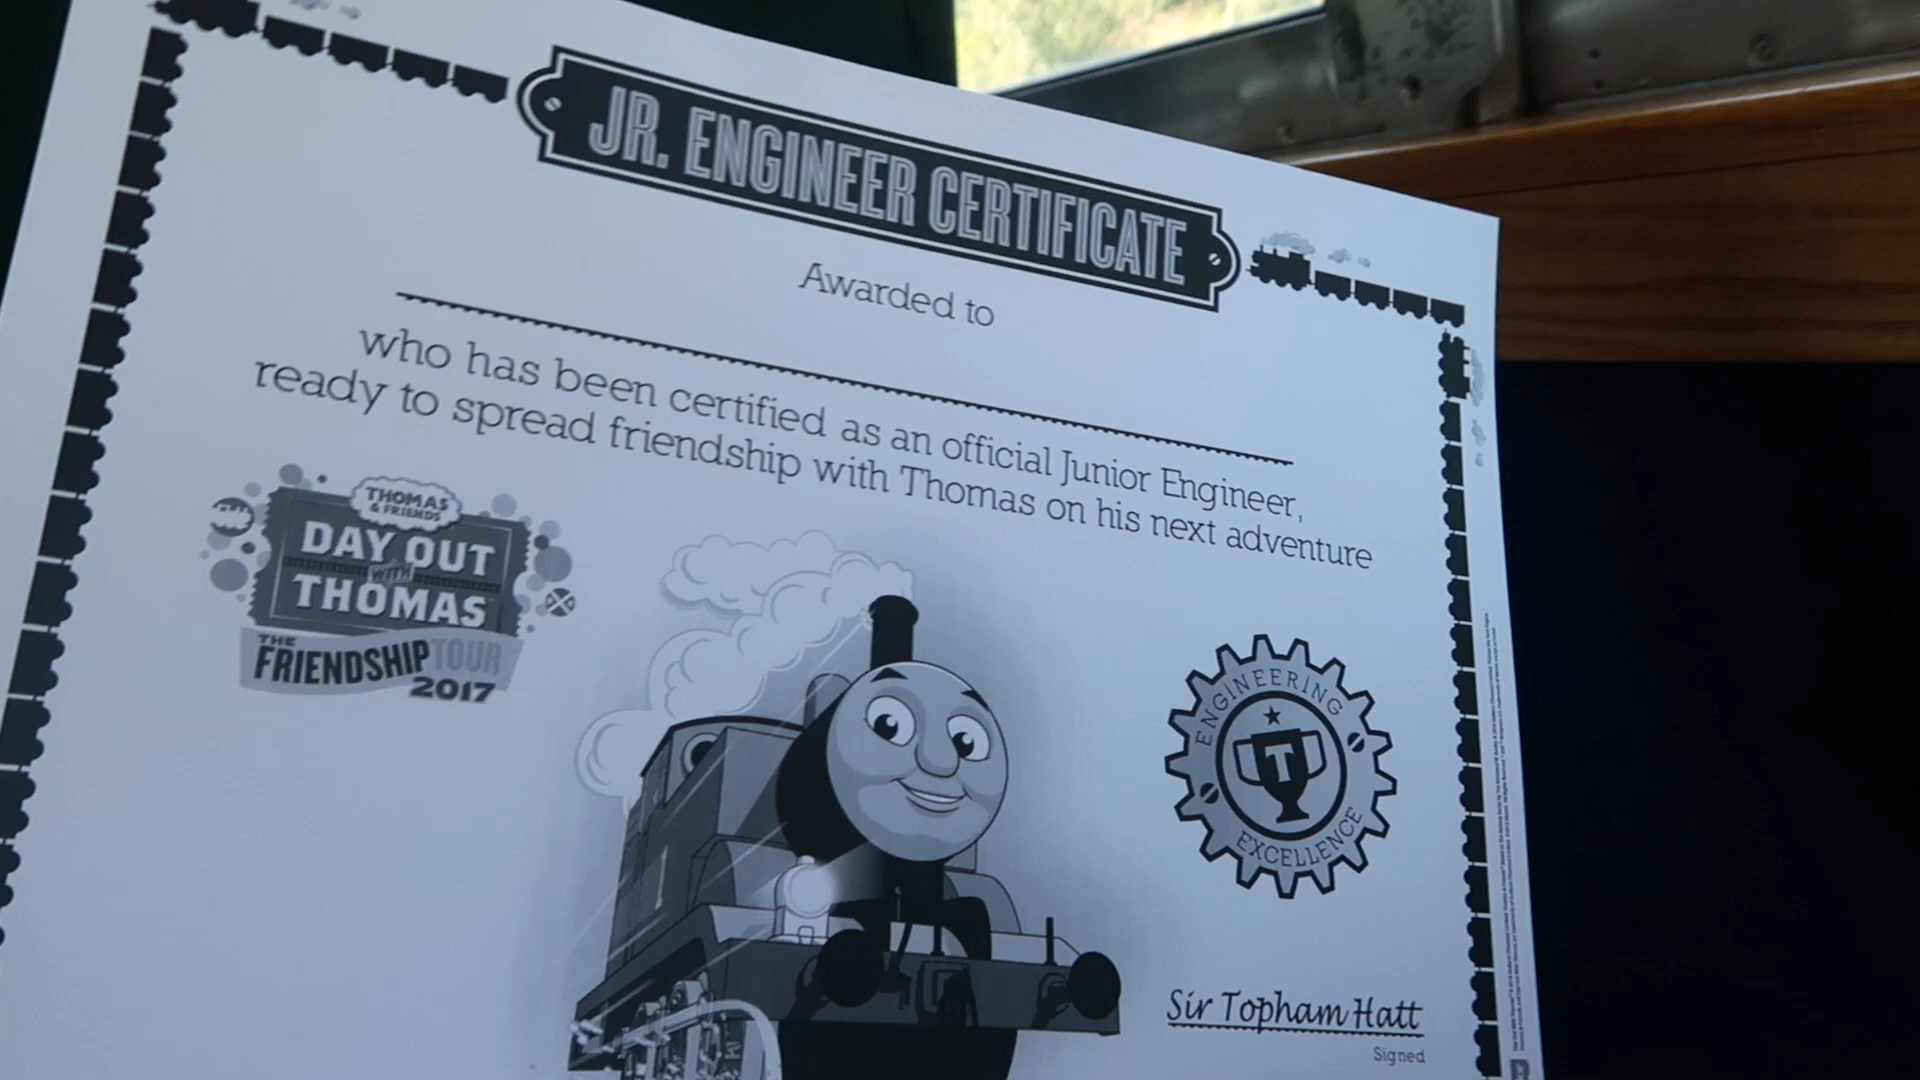 JR. ENGINEER CERTIFICATE
Awarded to
who has been certified as an official Junior Engineer,
ready to spread friendship with Thomas on his next adventure
THOMAS
& FRIENDS
DAY OUT
WITH
THOMAS
THE
FRIENDSHIP TOUR
2017
ENGINEERING
T
EXCELLENCE
1
Sir Topham Hatt
Signed